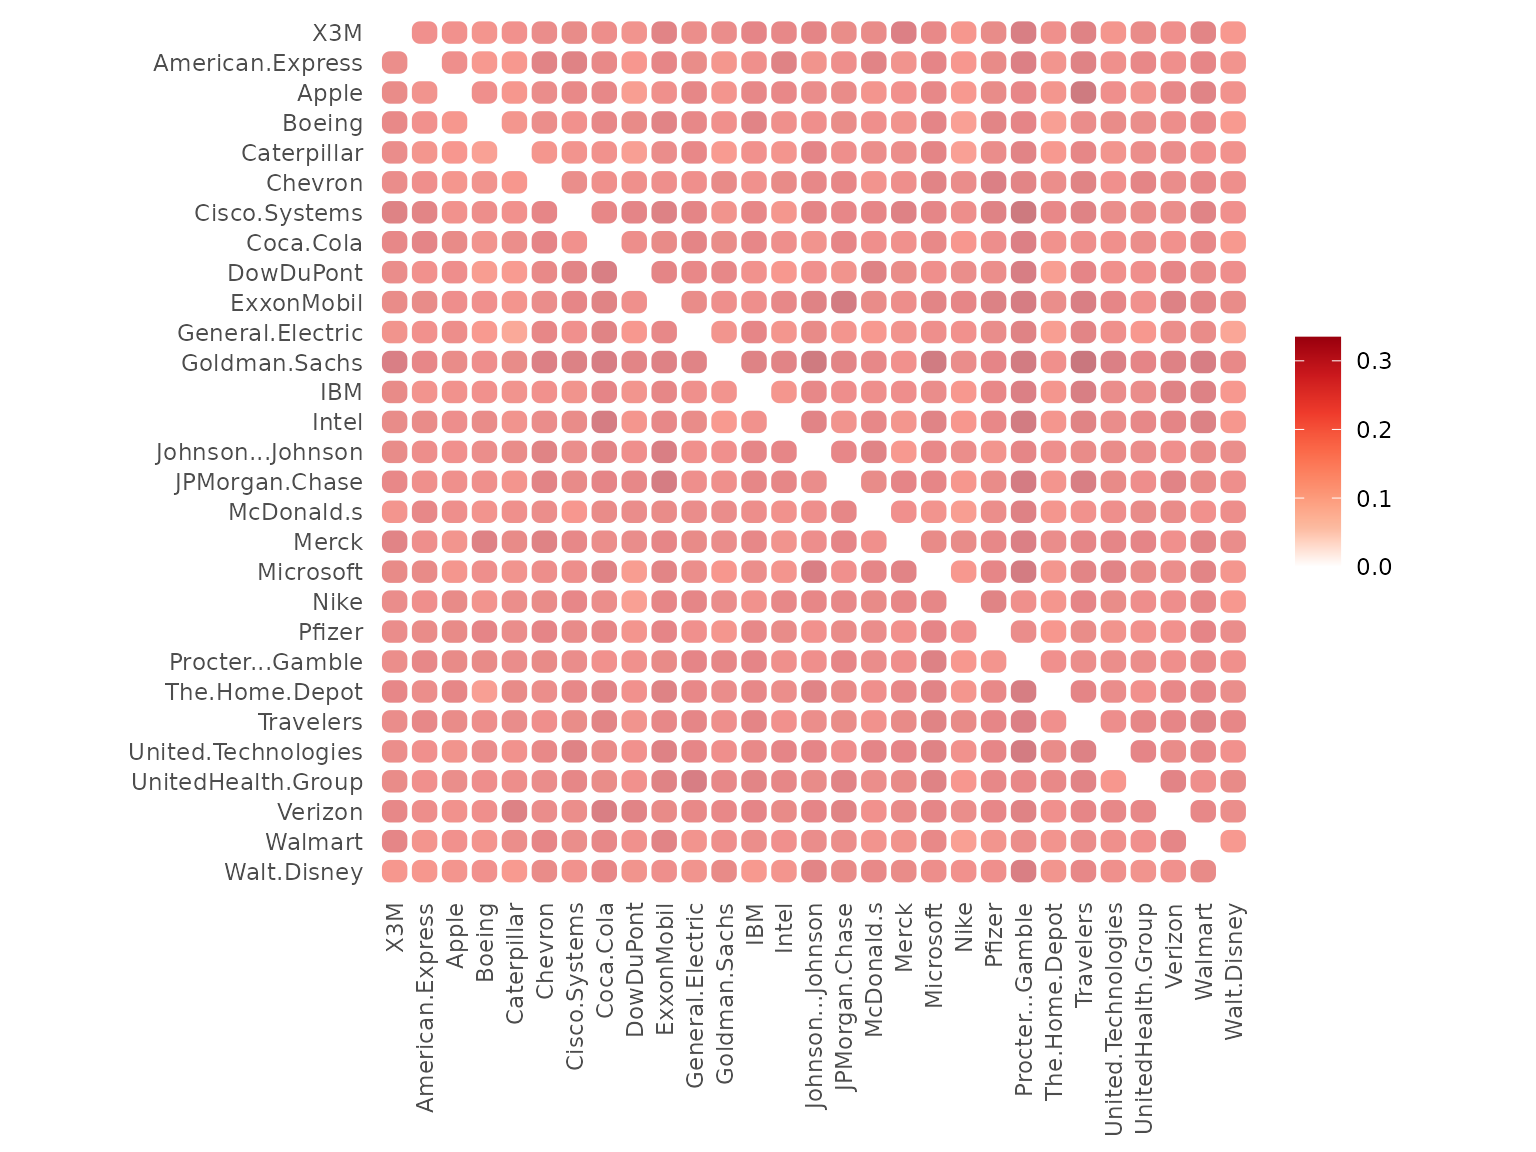 X3M
American.Express
Apple
Boeing
Caterpillar
Chevron
Cisco.Systems
Coca.Cola
DowDuPont
ExxonMobil
General.Electric
Goldman.Sachs
IBM
Intel
Johnson...Johnson
JPMorgan.Chase
McDonald.s
Merck
Microsoft
Nike
Pfizer
Procter...Gamble
The.Home.Depot
Travelers
United.Technologies
UnitedHealth.Group
Verizon
Walmart
Walt.Disney
X3M
American.Express
Apple
Boeing
Caterpillar
Chevron
Cisco.Systems
Coca.Cola
DowDuPont
ExxonMobil
General.Electric
Goldman.Sachs
IBM
Intel
Johnson...Johnson
JPMorgan.Chase
McDonald.s
Merck
Microsoft
Nike
Pfizer
Procter...Gamble
The.Home.Depot
Travelers
United.Technologies
UnitedHealth.Group
Verizon
Walmart
Walt.Disney
0.3
0.2
0.1
0.0